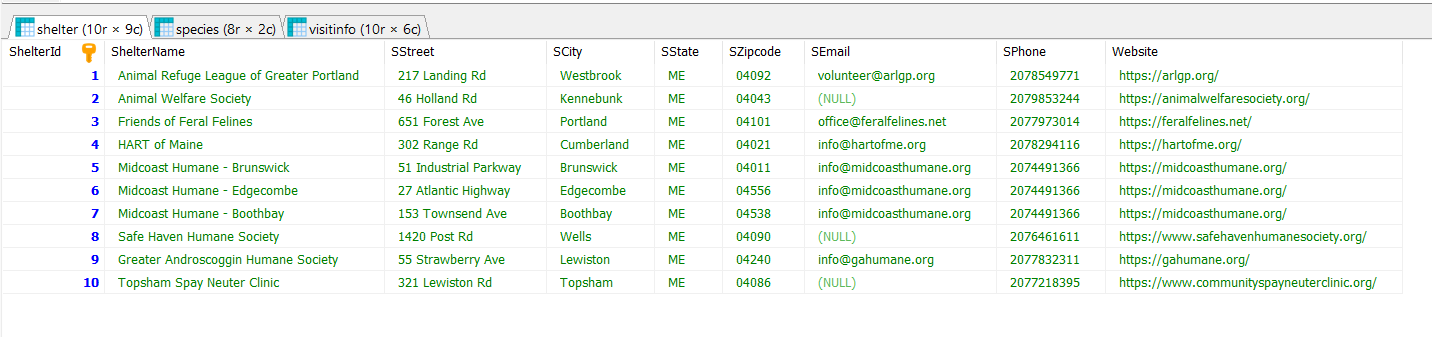 shelter (10r × 9c) species (8r × 2c) visitinfo (10r × 6c)
ShelterId ShelterName SStreet SCity SState SZipcode SEmail SPhone Website
1 Animal Refuge League of Greater Portland 217 Landing Rd Westbrook ME 04092 volunteer@arlgp.org 2078549771 https://arlgp.org/
2 Animal Welfare Society 46 Holland Rd Kennebunk ME 04043 (NULL) 2079853244 https://animalwelfaresociety.org/
3 Friends of Feral Felines 651 Forest Ave Portland ME 04101 office@feralfelines.net 2077973014 https://feralfelines.net/
4 HART of Maine 302 Range Rd Cumberland ME 04021 info@hartofme.org 2078294116 https://hartofme.org/
5 Midcoast Humane - Brunswick 51 Industrial Parkway Brunswick ME 04011 info@midcoasthumane.org 2074491366 https://midcoasthumane.org/
6 Midcoast Humane - Edgecombe 27 Atlantic Highway Edgecombe ME 04556 info@midcoasthumane.org 2074491366 https://midcoasthumane.org/
7 Midcoast Humane - Boothbay 153 Townsend Ave Boothbay ME 04538 info@midcoasthumane.org 2074491366 https://midcoasthumane.org/
8 Safe Haven Humane Society 1420 Post Rd Wells ME 04090 (NULL) 2076461611 https://www.safehavenhumanesociety.org/
9 Greater Androscoggin Humane Society 55 Strawberry Ave Lewiston ME 04240 info@gahumane.org 2077832311 https://gahumane.org/
10 Topsham Spay Neuter Clinic 321 Lewiston Rd Topsham ME 04086 (NULL) 2077218395 https://www.communityspayneuterclinic.org/